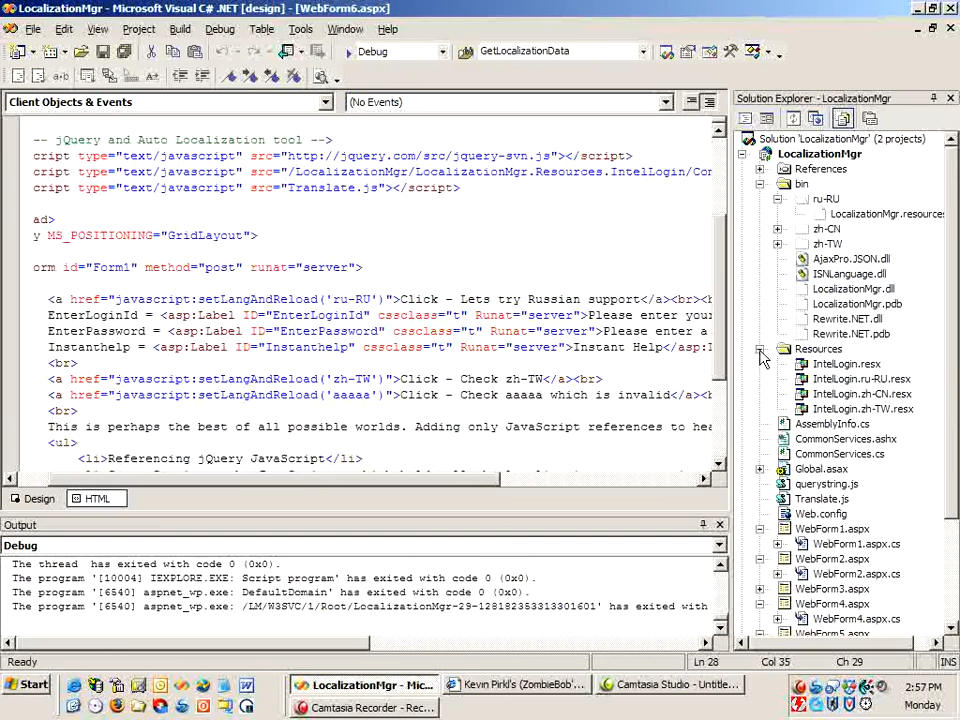 LocalizationMgr - Microsoft Visual C# .NET [design] - [WebForm6.aspx]
File Edit View Project Build Debug Table Tools Window Help
Debug GetLocalizationData
Client Objects & Events (No Events)
-- jQuery and Auto Localization tool -->
cript type="text/javascript" src="http://jquery.com/src/jquery-svn.js"></script>
cript type="text/javascript" src="/LocalizationMgr/LocalizationMgr.Resources.IntelLogin/Con
cript type="text/javascript" src="Translate.js"></script>
ad>
y MS_POSITIONING="GridLayout">
orm id="Form1" method="post" runat="server">
<a href="javascript:setLangAndReload('ru-RU')">Click - Lets try Russian support</a><br><b
EnterLoginId = <asp:Label ID="EnterLoginId" cssclass="t" Runat="server">Please enter your
EnterPassword = <asp:Label ID="EnterPassword" cssclass="t" Runat="server">Please enter a
Instanthelp = <asp:Label ID="Instanthelp" cssclass="t" Runat="server">Instant Help</asp:I
<br>
<a href="javascript:setLangAndReload('zh-TW')">Click - Check zh-TW</a><br>
<a href="javascript:setLangAndReload('aaaaa')">Click - Check aaaaa which is invalid</a><b
<br>
This is perhaps the best of all possible worlds. Adding only JavaScript references to hea
<ul>
<li>Referencing jQuery JavaScript</li>
Design HTML
Output
Debug
The thread has exited with code 0 (0x0).
The program '[10004] IEXPLORE.EXE: Script program' has exited with code 0 (0x0).
The program '[6540] aspnet_wp.exe: DefaultDomain' has exited with code 0 (0x0).
The program '[6540] aspnet_wp.exe: /LM/W3SVC/1/Root/LocalizationMgr-29-128182353313301601' has exited with
Solution Explorer - LocalizationMgr
Solution 'LocalizationMgr' (2 projects)
LocalizationMgr
References
bin
ru-RU
LocalizationMgr.resources
zh-CN
zh-TW
AjaxPro.JSON.dll
ISNLanguage.dll
LocalizationMgr.dll
LocalizationMgr.pdb
Rewrite.NET.dll
Rewrite.NET.pdb
Resources
IntelLogin.resx
IntelLogin.ru-RU.resx
IntelLogin.zh-CN.resx
IntelLogin.zh-TW.resx
AssemblyInfo.cs
CommonServices.ashx
CommonServices.cs
Global.asax
querystring.js
Translate.js
Web.config
WebForm1.aspx
WebForm1.aspx.cs
WebForm2.aspx
WebForm2.aspx.cs
WebForm3.aspx
WebForm4.aspx
WebForm4.aspx.cs
WebForm5.aspx
Ready Ln 28 Col 35 Ch 29 INS
Start LocalizationMgr - Mic... Kevin Pirkl's ('ZombieBob'... Camtasia Studio - Untitle... 2:57 PM
Camtasia Recorder - Rec... Monday